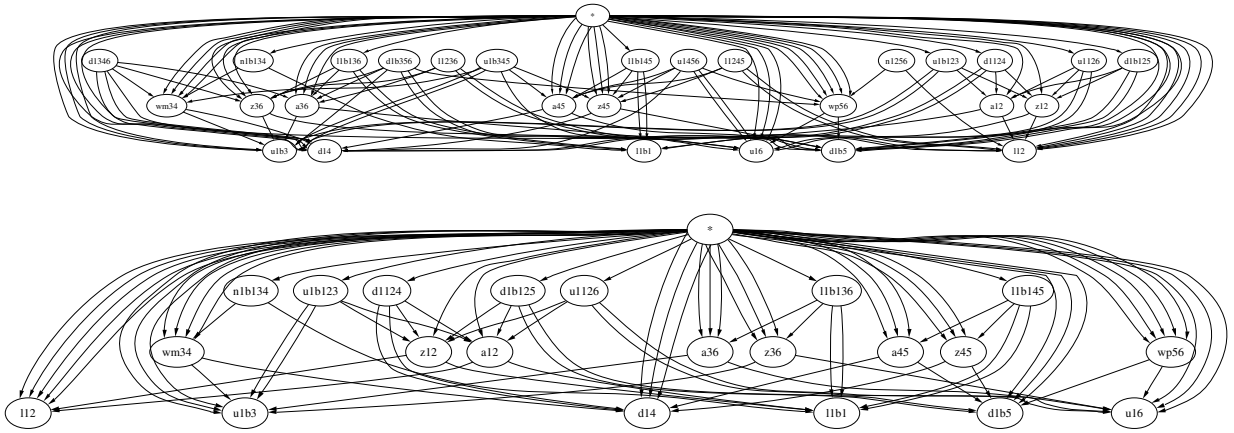 *
d1346 n1b134 l1b136 d1b356 l1236 u1b345 l1b145 u1456 l1245 n1256 u1b123 d1124 u1126 d1b125
wm34 z36 a36 a45 z45 wp56 a12 z12
u1b3 d14 l1b1 u16 d1b5 l12
*
n1b134 u1b123 d1124 d1b125 u1126 l1b136 l1b145
wm34 z12 a12 a36 z36 a45 z45 wp56
l12 u1b3 d14 l1b1 d1b5 u16